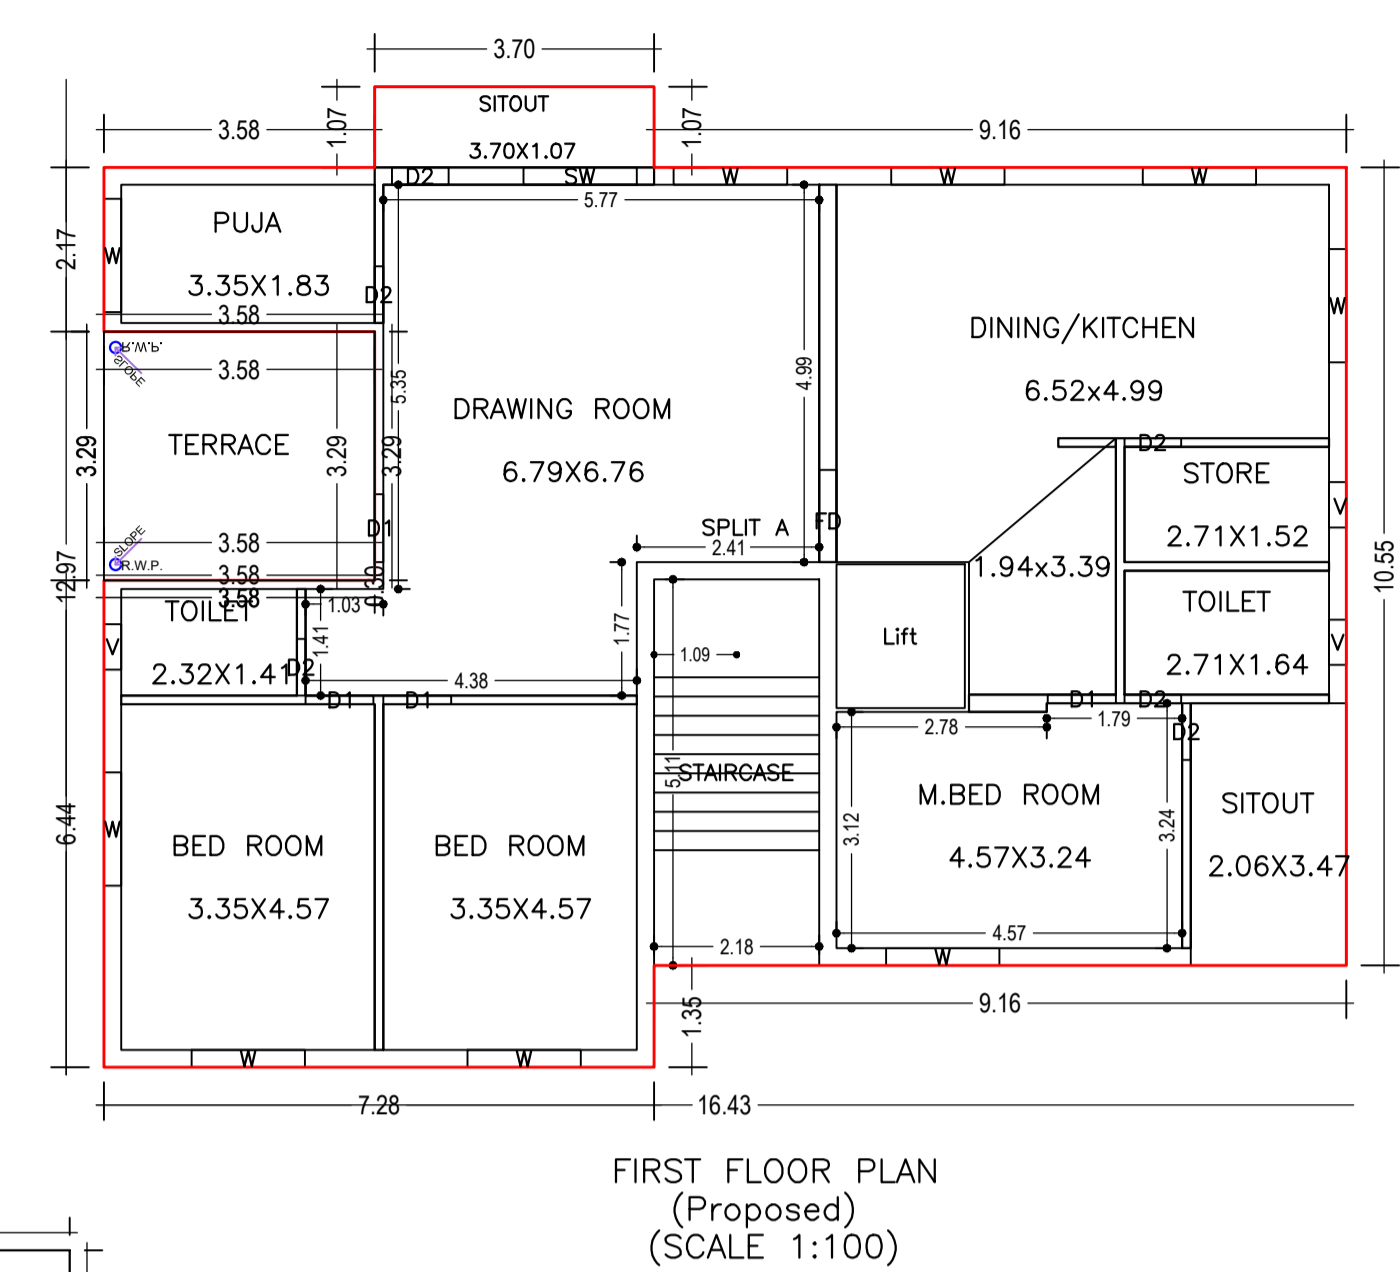 3.70
SITOUT
3.58
1.07
1.07
9.16
3.70X1.07
D2
SW
W
W
W
5.77
PUJA
2.17
W
3.35X1.83
D2
3.58
W
DINING/KITCHEN
R.W.P.
SLOPE
3.58
5.35
4.99
6.52x4.99
DRAWING ROOM
TERRACE
3.29
3.29
3.29
D2
6.79X6.76
STORE
V
SPLIT A
FD
D1
SLOPE
3.58
2.41
2.71X1.52
R.W.P.
3.58
12.97
0.30
1.94x3.39
10.55
3.58
TOILET
1.03
TOILET
1.41
1.77
Lift
V
V
1.09
2.32X1.41
D2
4.38
2.71X1.64
D1
D1
D1
D2
2.78
1.79
D2
5.11
STAIRCASE
M.BED ROOM
SITOUT
6.44
W
3.12
3.24
BED ROOM
BED ROOM
4.57X3.24
2.06X3.47
3.35X4.57
3.35X4.57
4.57
2.18
W
1.35
9.16
W
W
7.28
16.43
FIRST FLOOR PLAN
(Proposed)
(SCALE 1:100)